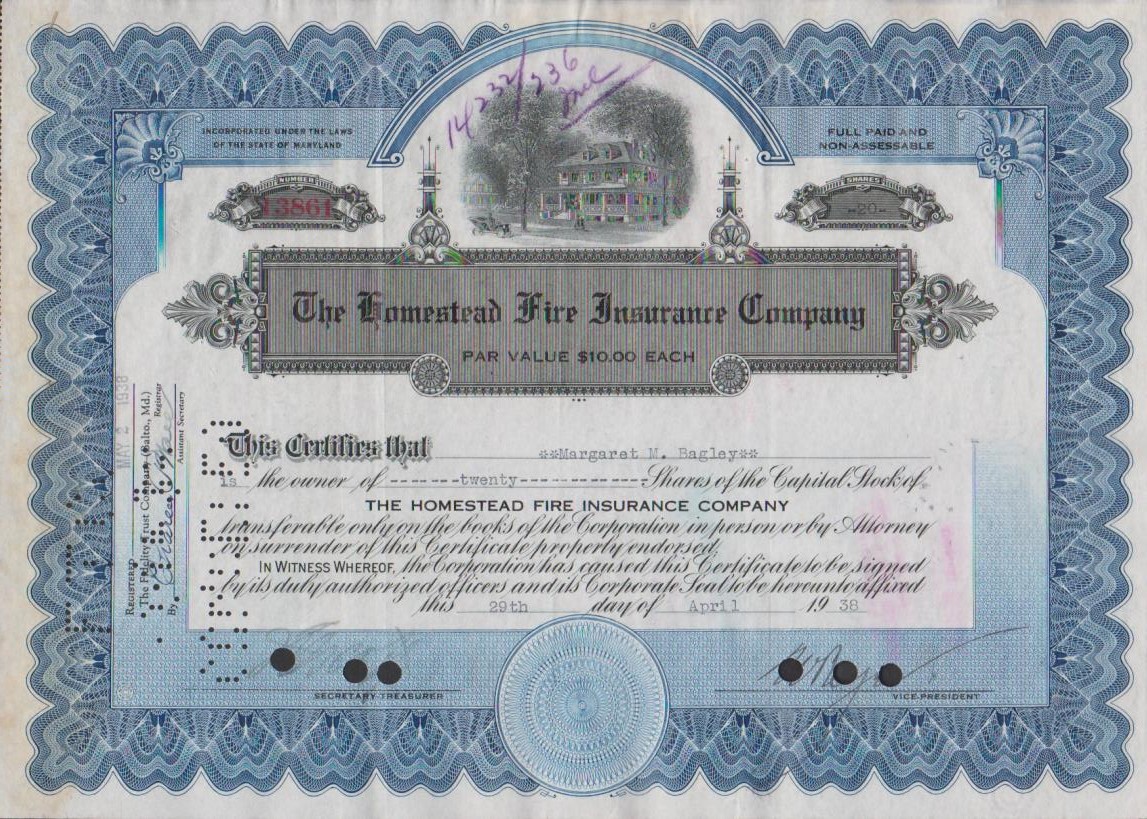 14232/236
INCORPORATED UNDER THE LAWS
OF THE STATE OF MARYLAND
FULL PAID AND
NON-ASSESSABLE
NUMBER
13861
SHARES
-20-
The Homestead Fire Insurance Company
PAR VALUE $10.00 EACH
This Certifies that **Margaret M. Bagley**
is the owner of ------twenty----------- Shares of the Capital Stock of
THE HOMESTEAD FIRE INSURANCE COMPANY
transferable only on the books of the Corporation in person or by Attorney
on surrender of this Certificate properly endorsed.
IN WITNESS WHEREOF, the Corporation has caused this Certificate to be signed
by its duly authorized officers and its Corporate Seal to be hereunto affixed
this 29th day of April 1938
SECRETARY-TREASURER
VICE-PRESIDENT
MAY 2 1938
REGISTERED
The Fidelity Trust Company (Balto., Md.)
Registrar
By
Assistant Secretary